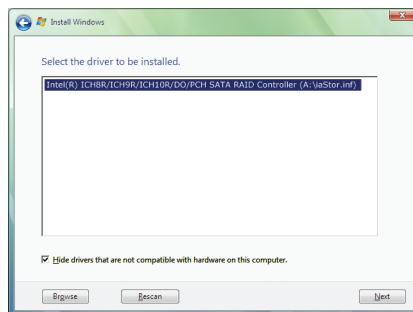 Install Windows
Select the driver to be installed.
Intel(R) ICH8R/ICH9R/ICH10R/DO/PCH SATA RAID Controller (A:\iaStor.inf)
Hide drivers that are not compatible with hardware on this computer.
Browse Rescan Next